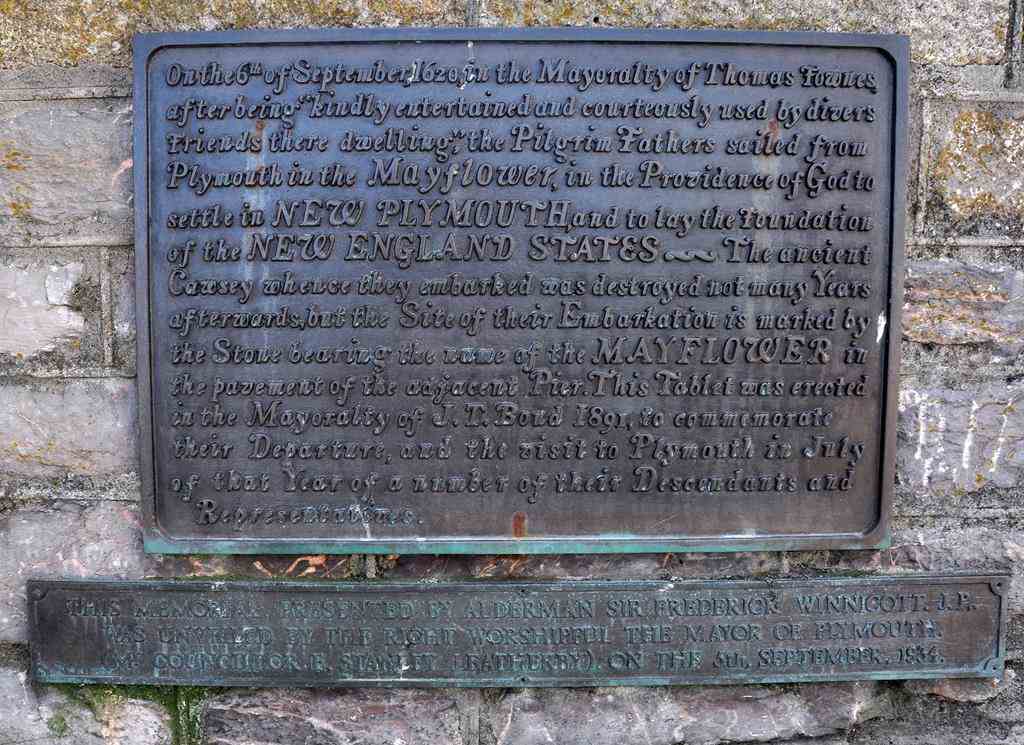 On the 6th of September, 1620, in the Mayoralty of Thomas Fownes,
after being "kindly entertained and courteously used by divers
Friends there dwelling," the Pilgrim Fathers sailed from
Plymouth in the Mayflower, in the Providence of God to
settle in NEW PLYMOUTH, and to lay the Foundation
of the NEW ENGLAND STATES The ancient
Cawsey whence they embarked was destroyed not many Years
afterwards, but the Site of their Embarkation is marked by
the Stone bearing the name of the MAYFLOWER in
the pavement of the adjacent Pier. This Tablet was erected
in the Mayoralty of J. T. Bond 1891, to commemorate
their Departure, and the visit to Plymouth in July
of that Year of a number of their Descendants and
Representatives.
THIS MEMORIAL PRESENTED BY ALDERMAN SIR FREDERICK WINNICOTT, J.P.,
WAS UNVEILED BY THE RIGHT WORSHIPFUL THE MAYOR OF PLYMOUTH,
(Mr COUNCILLOR E. STANLEY LEATHERBY), ON THE 5th, SEPTEMBER, 1934.